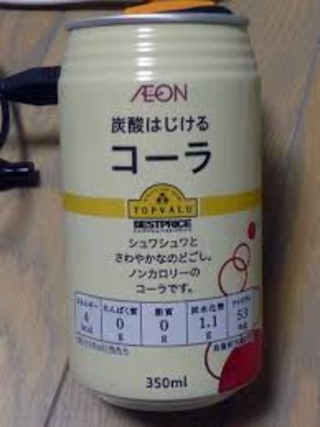 ÆON
炭酸はじける
コーラ
TOPVALU
BESTPRICE
シュワシュワと
さわやかなのどごし。
ノンカロリーの
コーラです。
エネルギー たんぱく質 脂質 炭水化物 ナトリウム
4 0 0 1.1 53
kcal g g g mg
350ml